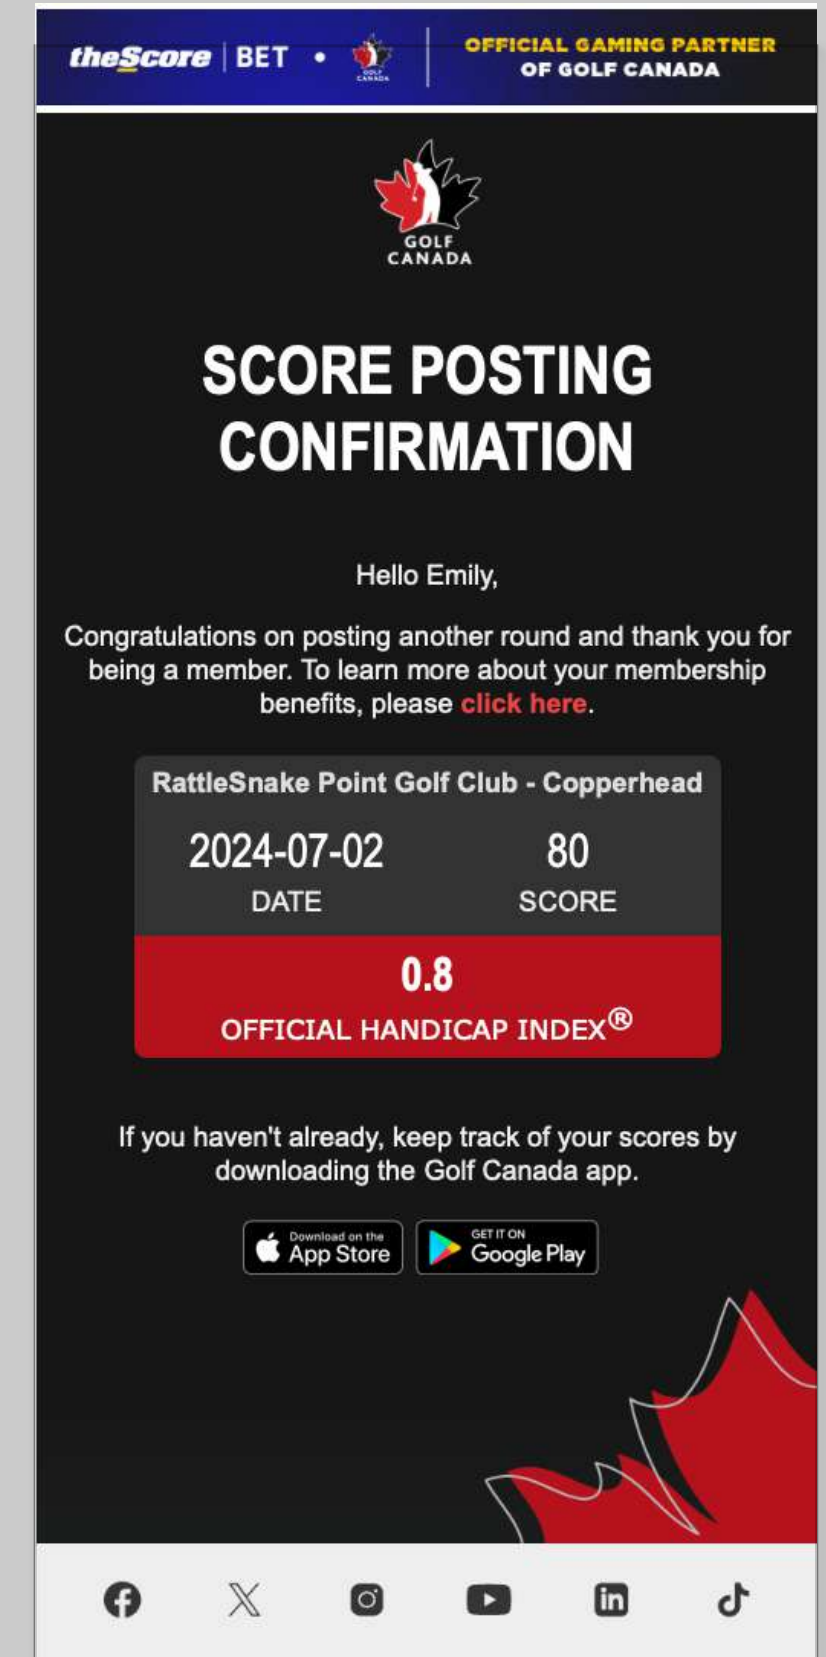 theScore | BET • GOLF CANADA
OFFICIAL GAMING PARTNER
OF GOLF CANADA
GOLF
CANADA
SCORE POSTING
CONFIRMATION
Hello Emily,
Congratulations on posting another round and thank you for
being a member. To learn more about your membership
benefits, please click here.
RattleSnake Point Golf Club - Copperhead
2024-07-02 80
DATE SCORE
0.8
OFFICIAL HANDICAP INDEX®
If you haven't already, keep track of your scores by
downloading the Golf Canada app.
Download on the
App Store
GET IT ON
Google Play